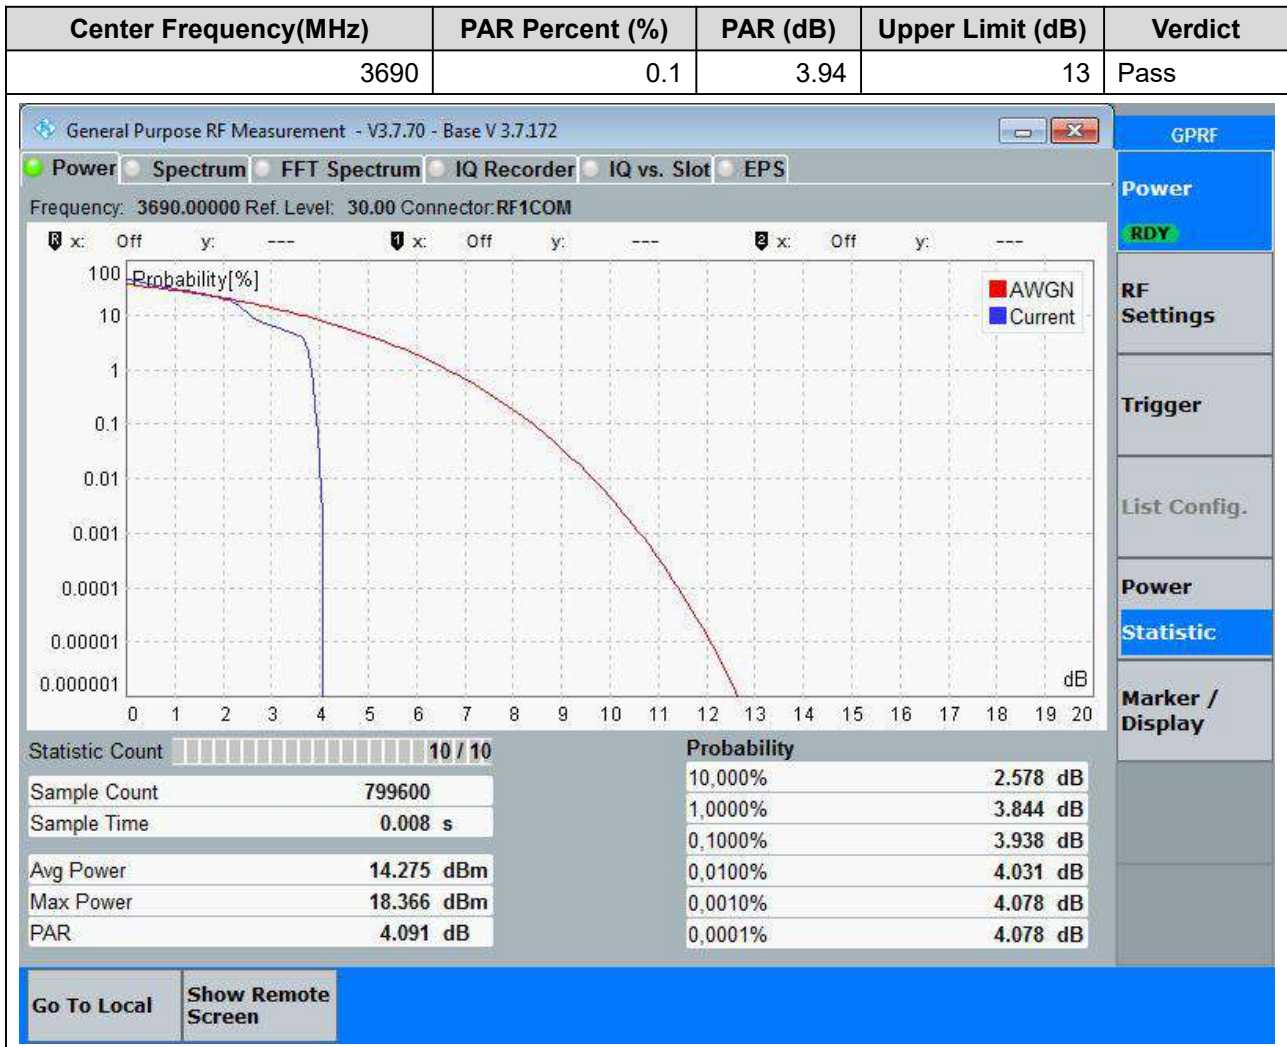 Center Frequency(MHz) PAR Percent (%) PAR (dB) Upper Limit (dB) Verdict
3690 0.1 3.94 13 Pass
General Purpose RF Measurement - V3.7.70 - Base V 3.7.172
GPRF
Power Spectrum FFT Spectrum IQ Recorder IQ vs. Slot EPS
Frequency: 3690.00000 Ref. Level: 30.00 Connector:RF1COM
R x: Off y: --- 1 x: Off y: --- 2 x: Off y: ---
Probability[%]
AWGN
Current
100
10
1
0.1
0.01
0.001
0.0001
0.00001
0.000001
dB
0 1 2 3 4 5 6 7 8 9 10 11 12 13 14 15 16 17 18 19 20
Statistic Count 10 / 10
Sample Count 799600
Sample Time 0.008 s
Avg Power 14.275 dBm
Max Power 18.366 dBm
PAR 4.091 dB
Probability
10,000% 2.578 dB
1,0000% 3.844 dB
0,1000% 3.938 dB
0,0100% 4.031 dB
0,0010% 4.078 dB
0,0001% 4.078 dB
Power
RDY
RF
Settings
Trigger
List Config.
Power
Statistic
Marker /
Display
Go To Local
Show Remote
Screen